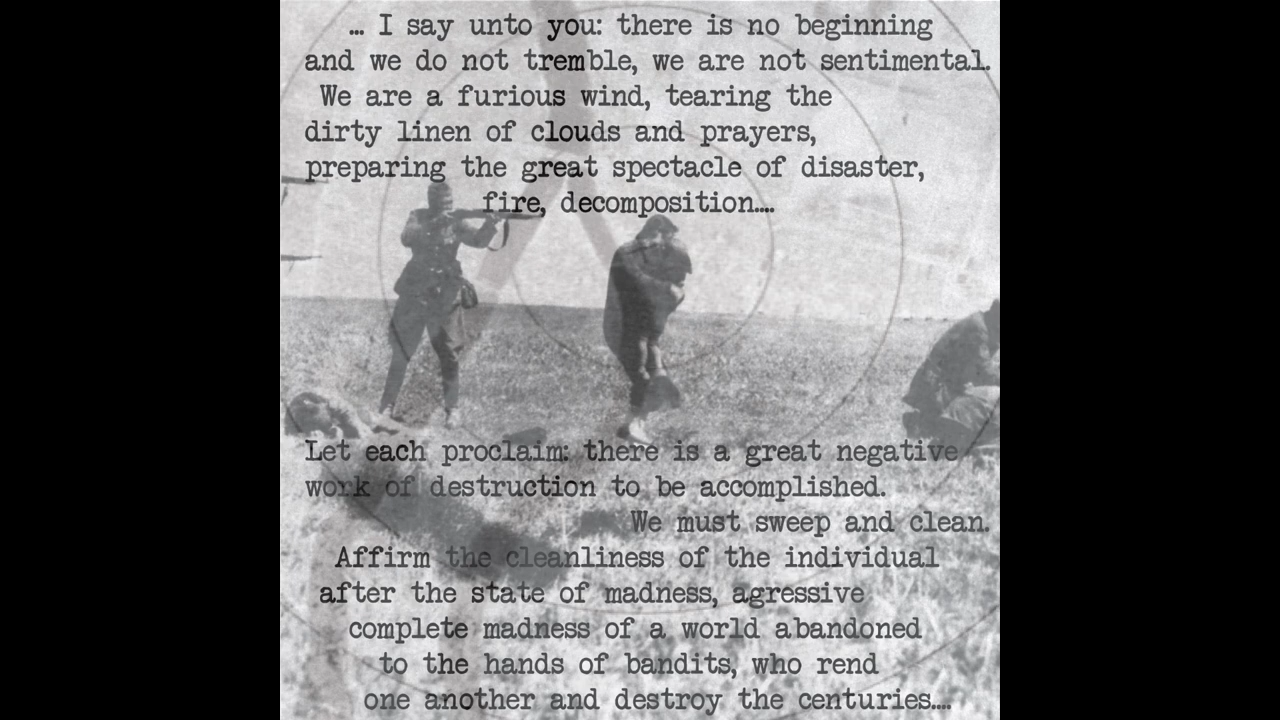 … I say unto you: there is no beginning
and we do not tremble, we are not sentimental.
We are a furious wind, tearing the
dirty linen of clouds and prayers,
preparing the great spectacle of disaster,
fire, decomposition….
Let each proclaim: there is a great negative
work of destruction to be accomplished.
We must sweep and clean.
Affirm the cleanliness of the individual
after the state of madness, agressive
complete madness of a world abandoned
to the hands of bandits, who rend
one another and destroy the centuries….